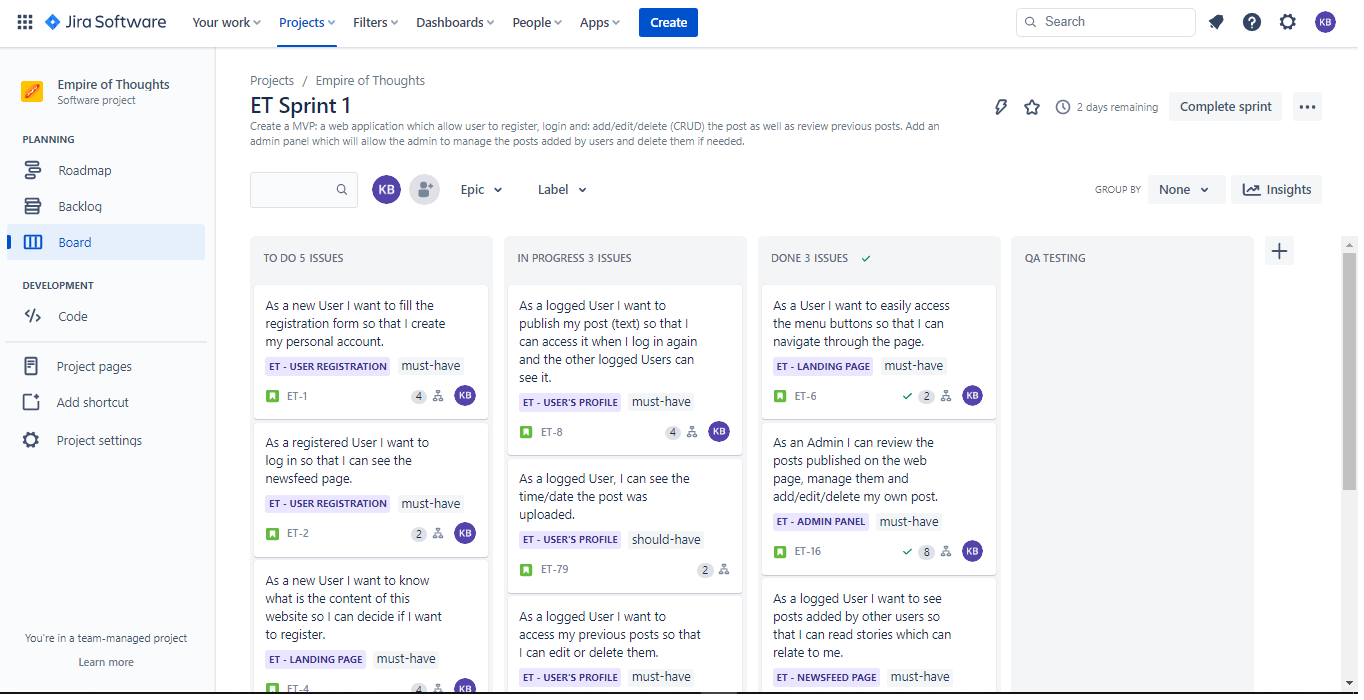 Jira Software
Your work
Projects
Filters
Dashboards
People
Apps
Create
Search
KB
Empire of Thoughts
Software project
PLANNING
Roadmap
Backlog
Board
DEVELOPMENT
Code
Project pages
Add shortcut
Project settings
You're in a team-managed project
Learn more
Projects / Empire of Thoughts
ET Sprint 1
2 days remaining
Complete sprint
Create a MVP: a web application which allow user to register, login and: add/edit/delete (CRUD) the post as well as review previous posts. Add an
admin panel which will allow the admin to manage the posts added by users and delete them if needed.
KB
Epic
Label
GROUP BY
None
Insights
TO DO 5 ISSUES
As a new User I want to fill the
registration form so that I create
my personal account.
ET - USER REGISTRATION must-have
ET-1 4 KB
As a registered User I want to
log in so that I can see the
newsfeed page.
ET - USER REGISTRATION must-have
ET-2 2 KB
As a new User I want to know
what is the content of this
website so I can decide if I want
to register.
ET - LANDING PAGE must-have
ET-4 4 KB
IN PROGRESS 3 ISSUES
As a logged User I want to
publish my post (text) so that I
can access it when I log in again
and the other logged Users can
see it.
ET - USER'S PROFILE must-have
ET-8 4 KB
As a logged User, I can see the
time/date the post was
uploaded.
ET - USER'S PROFILE should-have
ET-79 2
As a logged User I want to
access my previous posts so that
I can edit or delete them.
ET - USER'S PROFILE must-have
DONE 3 ISSUES
As a User I want to easily access
the menu buttons so that I can
navigate through the page.
ET - LANDING PAGE must-have
ET-6 2 KB
As an Admin I can review the
posts published on the web
page, manage them and
add/edit/delete my own post.
ET - ADMIN PANEL must-have
ET-16 8 KB
As a logged User I want to see
posts added by other users so
that I can read stories which can
relate to me.
ET - NEWSFEED PAGE must-have
QA TESTING